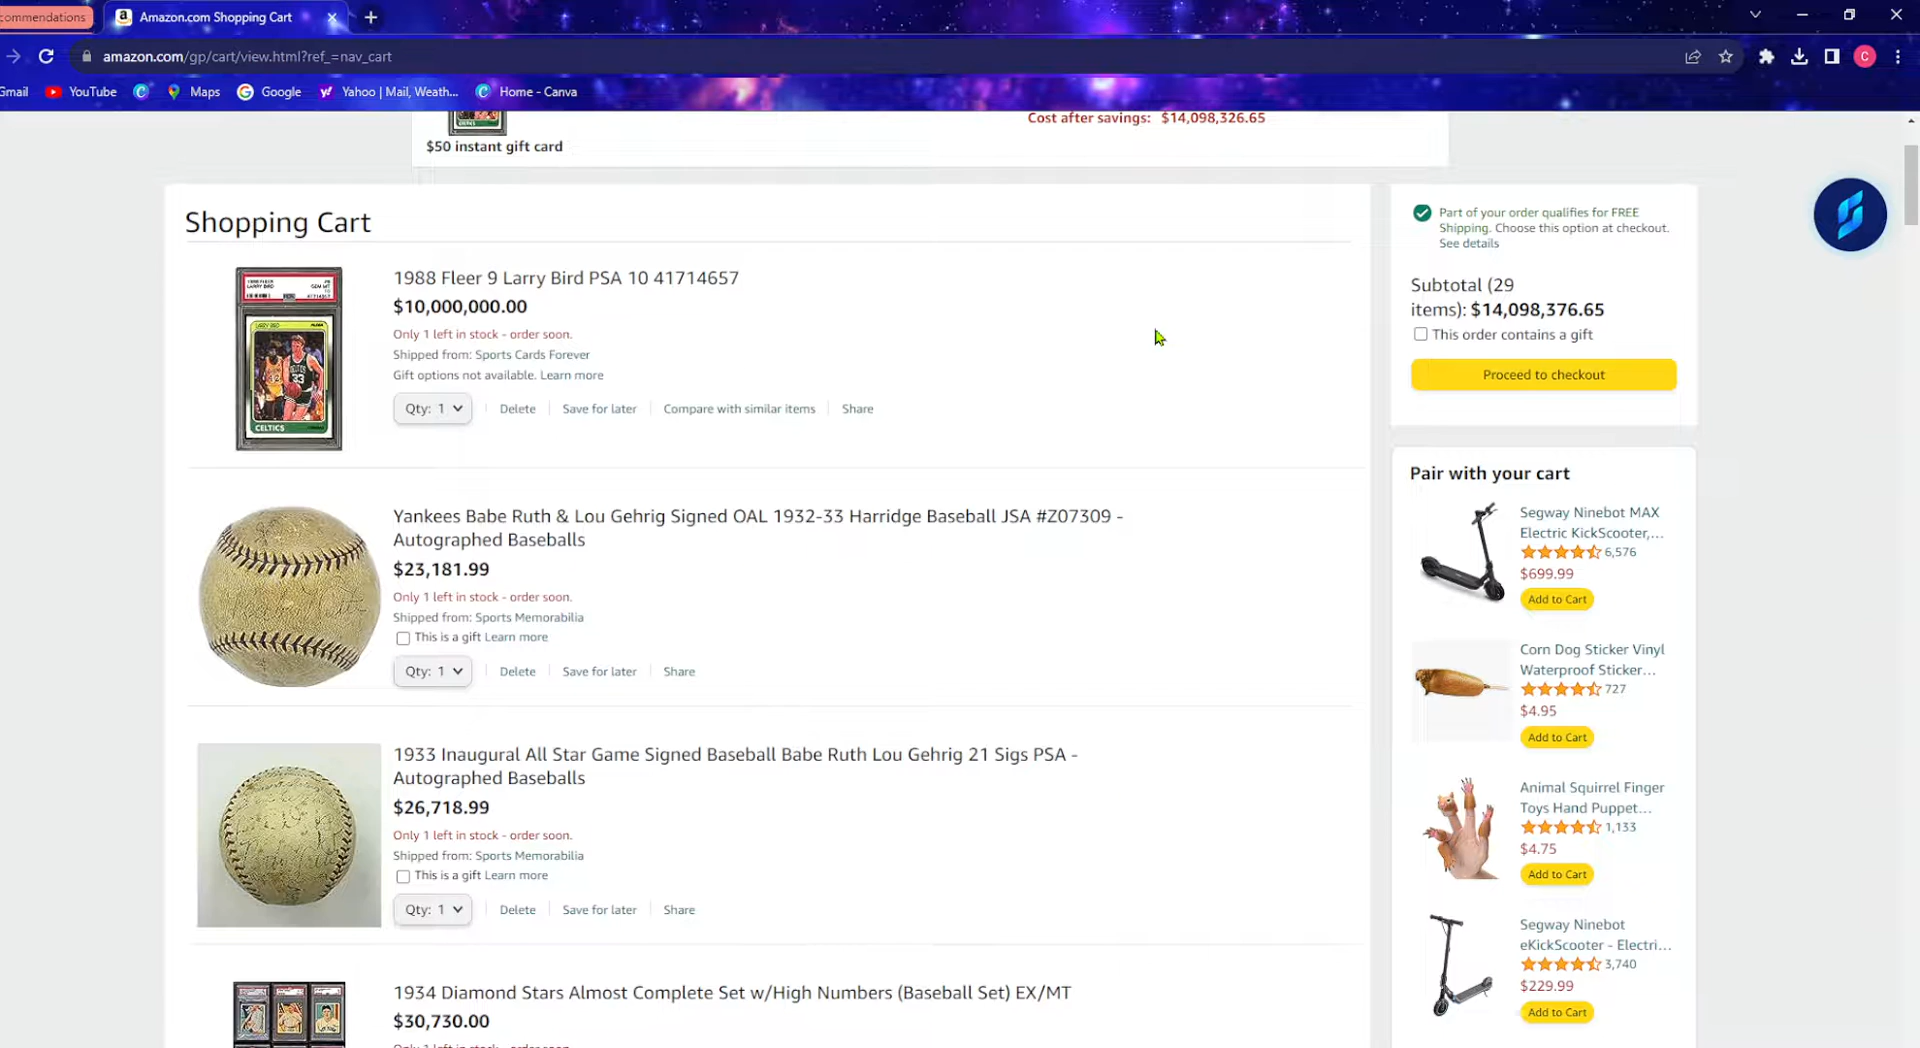 commendations
Amazon.com Shopping Cart
amazon.com/gp/cart/view.html?ref_=nav_cart
C
Gmail
YouTube
Maps
Google
Yahoo | Mail, Weath...
Home - Canva
Cost after savings: $14,098,326.65
$50 instant gift card
Shopping Cart
1988 Fleer 9 Larry Bird PSA 10 41714657
$10,000,000.00
Only 1 left in stock - order soon.
Shipped from: Sports Cards Forever
Gift options not available. Learn more
Qty: 1
Delete
Save for later
Compare with similar items
Share
CELTICS
33
Yankees Babe Ruth & Lou Gehrig Signed OAL 1932-33 Harridge Baseball JSA #Z07309 -
Autographed Baseballs
$23,181.99
Only 1 left in stock - order soon.
Shipped from: Sports Memorabilia
This is a gift Learn more
Qty: 1
Delete
Save for later
Share
1933 Inaugural All Star Game Signed Baseball Babe Ruth Lou Gehrig 21 Sigs PSA -
Autographed Baseballs
$26,718.99
Only 1 left in stock - order soon.
Shipped from: Sports Memorabilia
This is a gift Learn more
Qty: 1
Delete
Save for later
Share
1934 Diamond Stars Almost Complete Set w/High Numbers (Baseball Set) EX/MT
$30,730.00
Part of your order qualifies for FREE
Shipping. Choose this option at checkout.
See details
Subtotal (29
items): $14,098,376.65
This order contains a gift
Proceed to checkout
Pair with your cart
Segway Ninebot MAX
Electric KickScooter,...
6,576
$699.99
Add to Cart
Corn Dog Sticker Vinyl
Waterproof Sticker...
727
$4.95
Add to Cart
Animal Squirrel Finger
Toys Hand Puppet...
1,133
$4.75
Add to Cart
Segway Ninebot
eKickScooter - Electri...
3,740
$229.99
Add to Cart